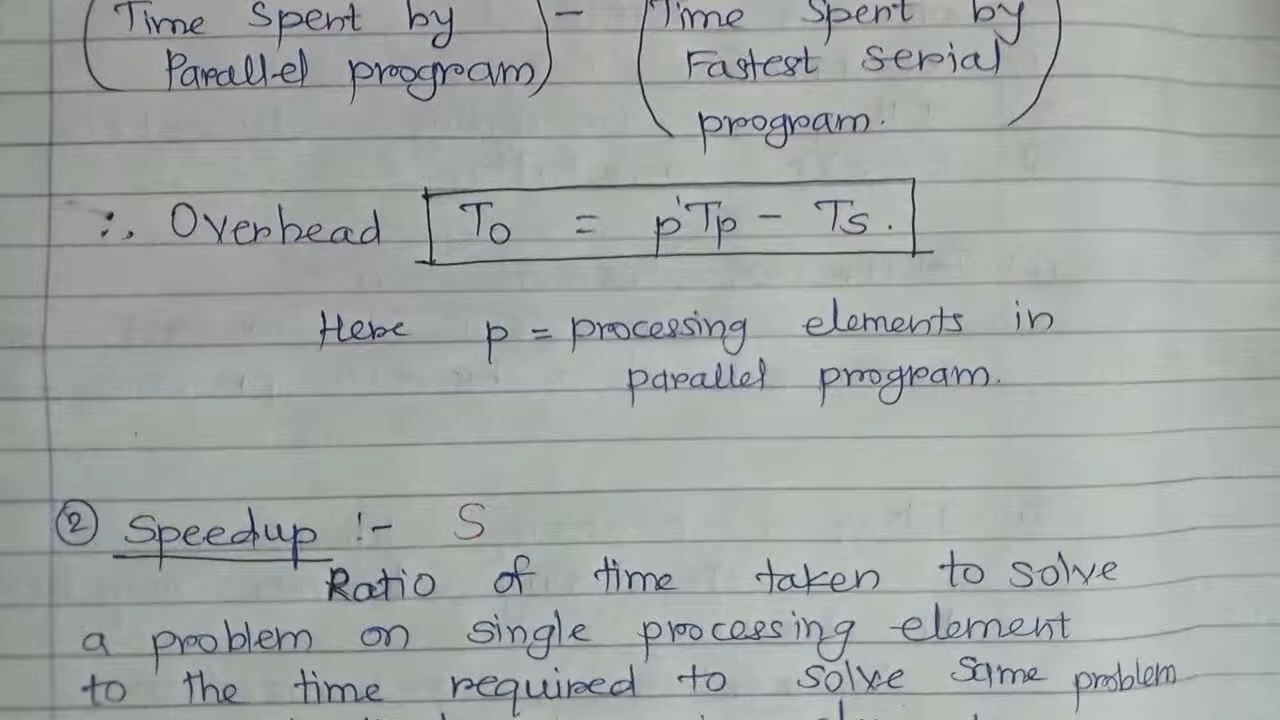 (Time Spent by Parallel program) - (Time Spent by Fastest serial program.)
∴ Overhead To = pTp - Ts.
Here p = processing elements in
parallel program.
② Speedup :- S
Ratio of time taken to solve
a problem on single processing element
to the time required to solve same problem